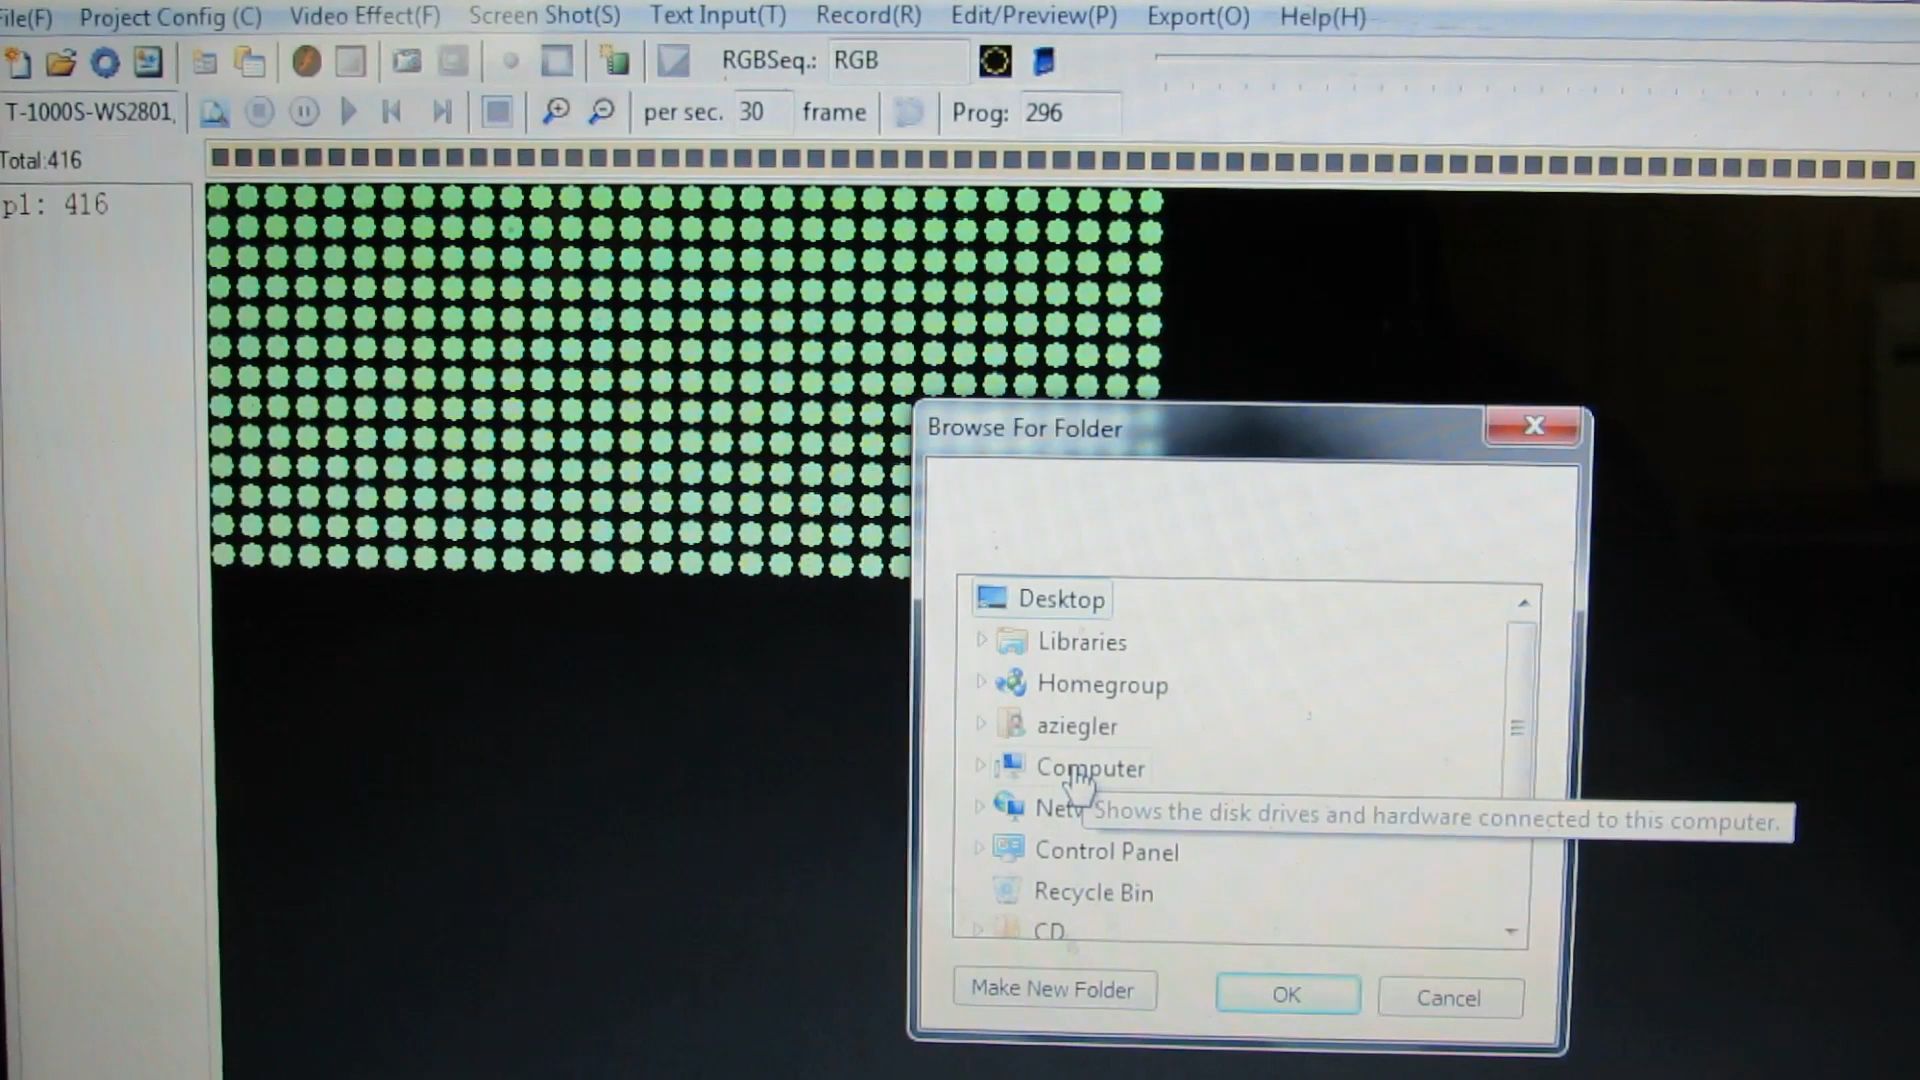 File(F) Project Config (C) Video Effect(F) Screen Shot(S) Text Input(T) Record(R) Edit/Preview(P) Export(O) Help(H)
RGBSeq.: RGB
T-1000S-WS2801, per sec. 30 frame Prog: 296
Total:416
p1: 416
Browse For Folder
Desktop
Libraries
Homegroup
aziegler
Computer
Netw
Shows the disk drives and hardware connected to this computer.
Control Panel
Recycle Bin
CD
Make New Folder OK Cancel